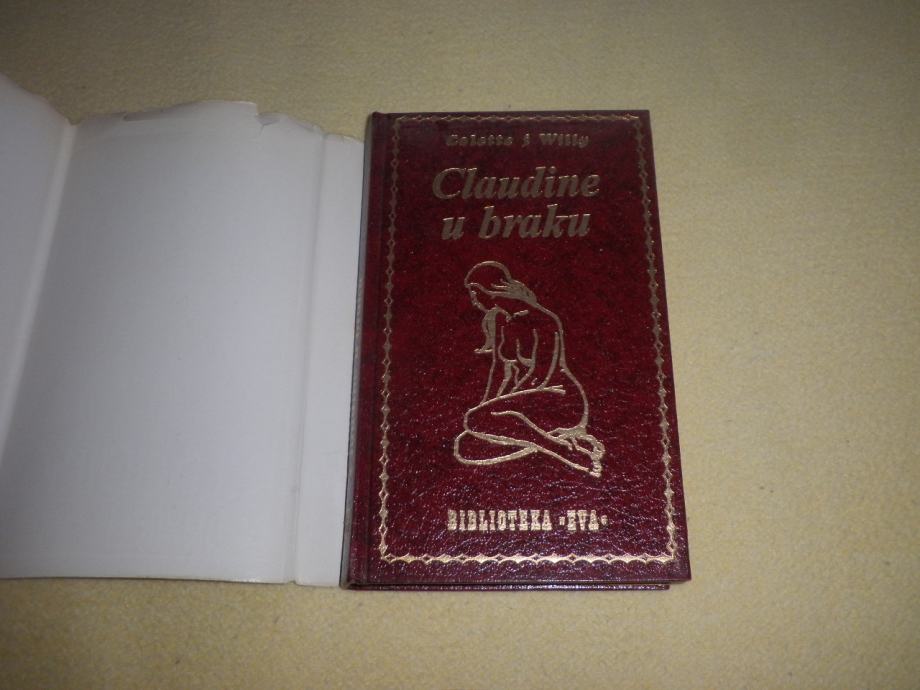 Colette i Willy
Claudine
u braku
BIBLIOTEKA »EVA«